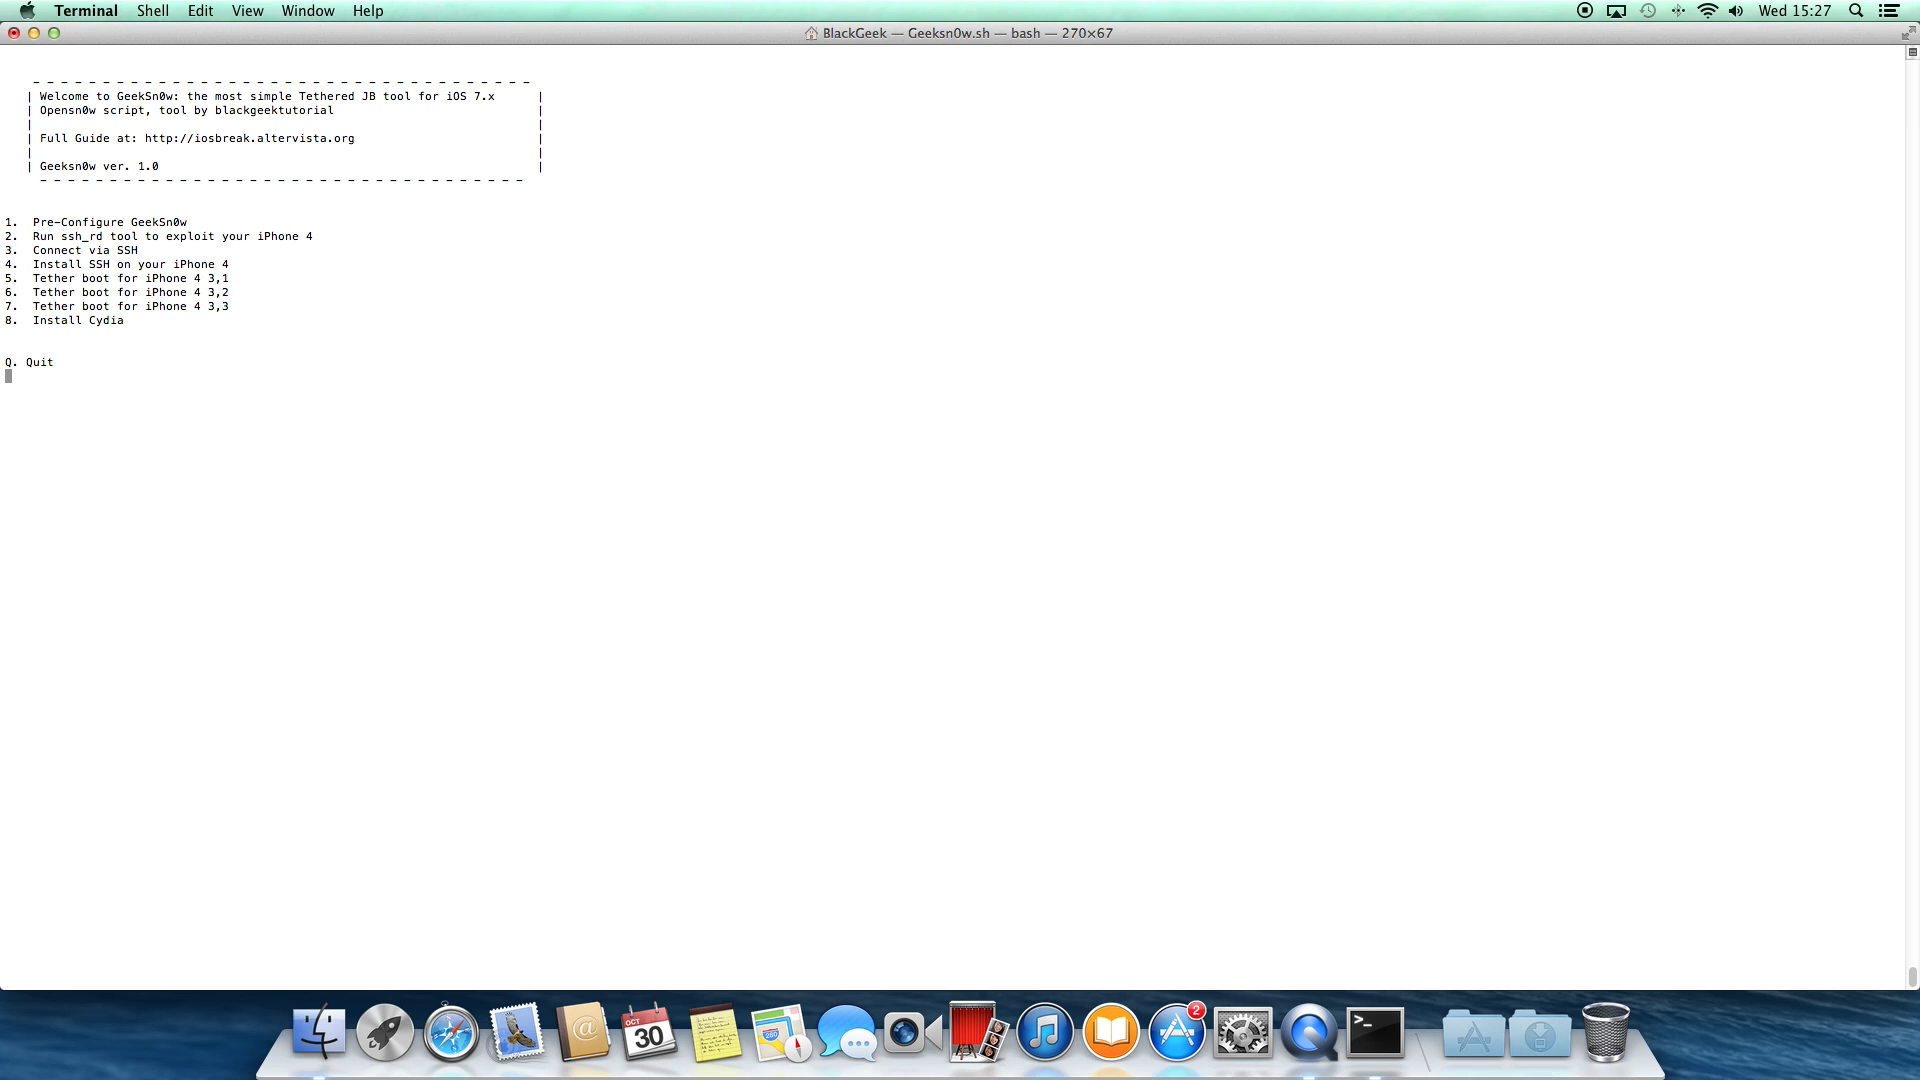 Terminal Shell Edit View Window Help Wed 15:27
BlackGeek — Geeksn0w.sh — bash — 270×67
Welcome to GeekSn0w: the most simple Tethered JB tool for iOS 7.x
Opensn0w script, tool by blackgeektutorial
Full Guide at: http://iosbreak.altervista.org
Geeksn0w ver. 1.0
1. Pre-Configure GeekSn0w
2. Run ssh_rd tool to exploit your iPhone 4
3. Connect via SSH
4. Install SSH on your iPhone 4
5. Tether boot for iPhone 4 3,1
6. Tether boot for iPhone 4 3,2
7. Tether boot for iPhone 4 3,3
8. Install Cydia
Q. Quit
@
OCT
30
280
2
>_